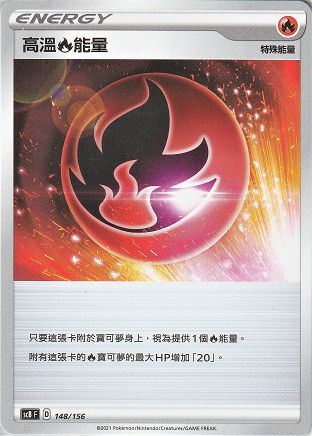 ENERGY
高溫🔥能量
特殊能量
只要這張卡附於寶可夢身上,視為提供1個🔥能量。
附有這張卡的🔥寶可夢的最大HP增加「20」。
SC3 F D 148/156
©2021 Pokémon/Nintendo/Creatures/GAME FREAK.